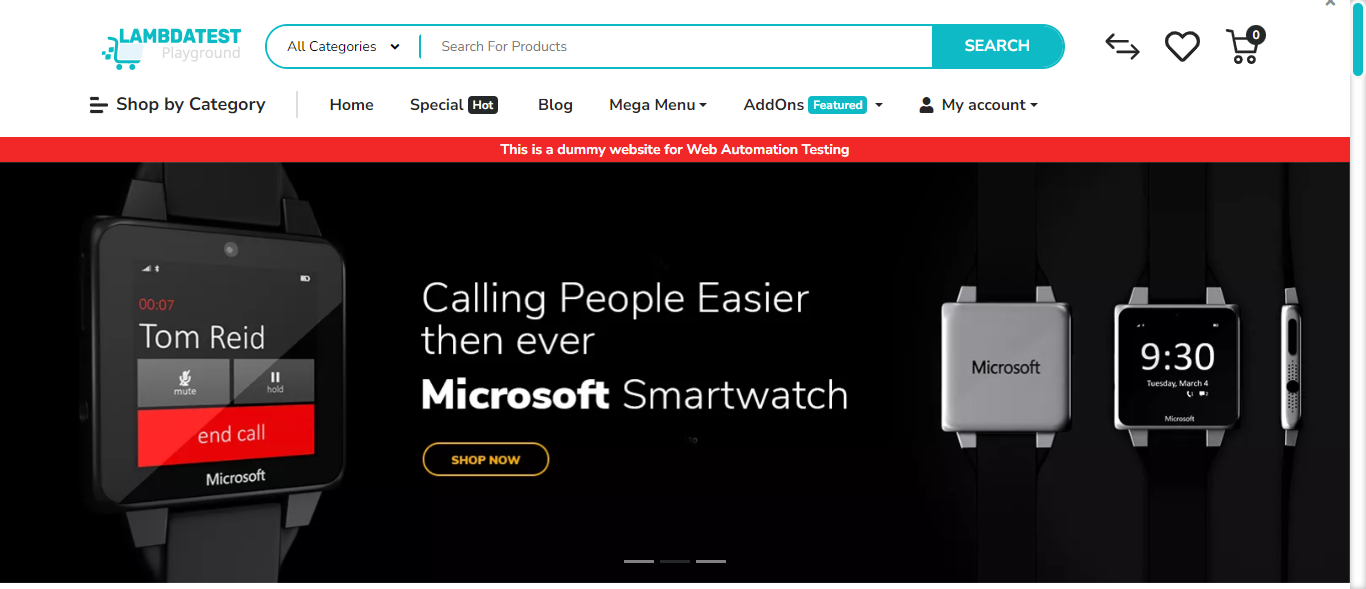 LAMBDATEST
Playground
All Categories
Search For Products
SEARCH
0
Shop by Category
Home
Special Hot
Blog
Mega Menu
AddOns Featured
My account
This is a dummy website for Web Automation Testing
00:07
Tom Reid
mute
hold
end call
Microsoft
Calling People Easier
then ever
Microsoft Smartwatch
SHOP NOW
Microsoft
9:30
Tuesday, March 4
Microsoft